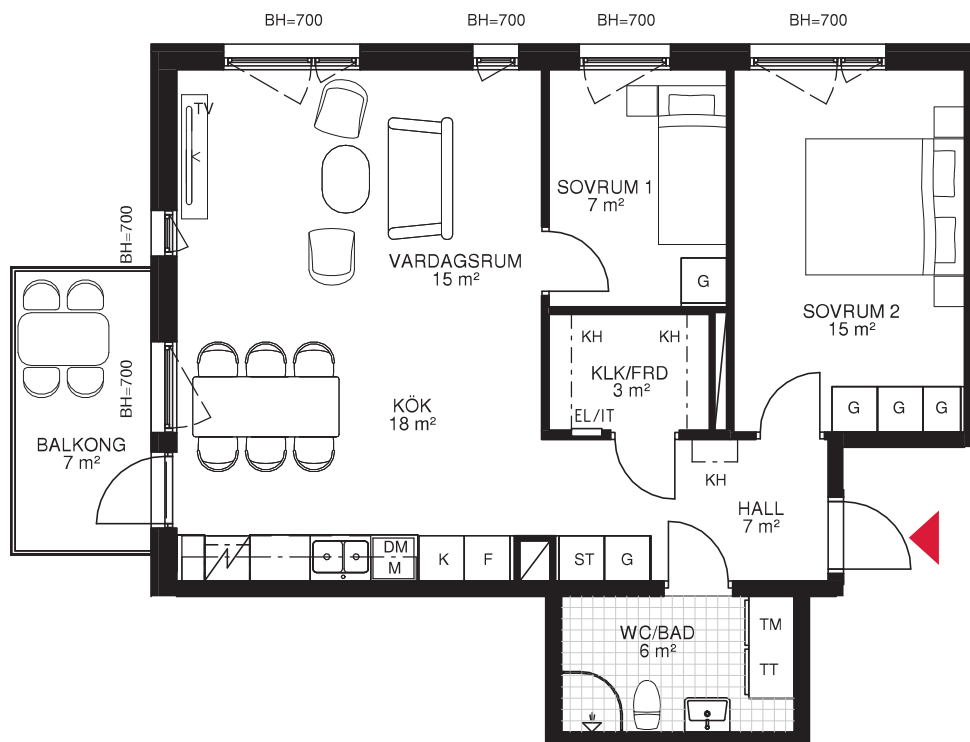 BH=700
BH=700
BH=700
BH=700
TV
SOVRUM 1
7 m²
BH=700
VARDAGSRUM
15 m²
G
SOVRUM 2
15 m²
KH
KH
KLK/FRD
3 m²
BH=700
KÖK
18 m²
EL/IT
G
G
G
BALKONG
7 m²
KH
HALL
7 m²
DM
M
K
F
ST
G
WC/BAD
6 m²
TM
TT